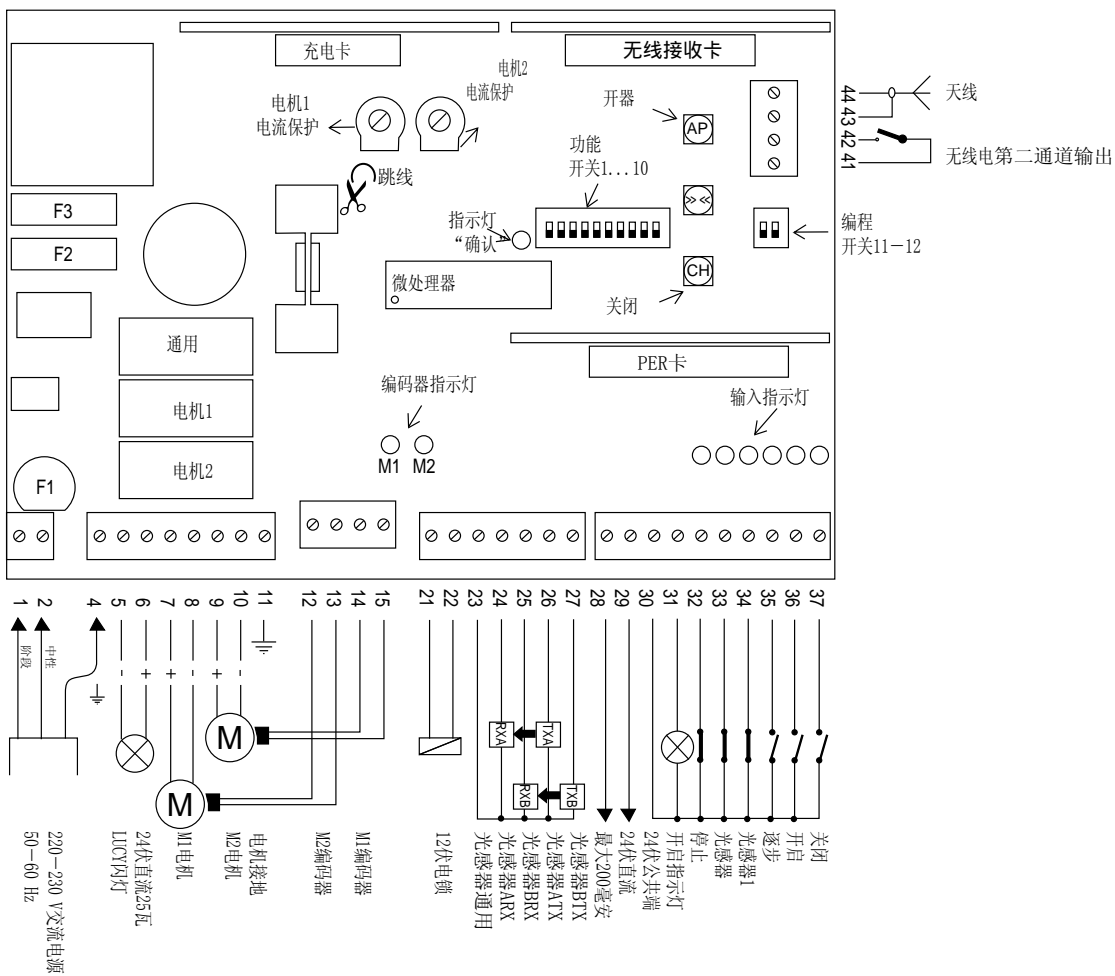 充电卡
无线接收卡
电机1
电流保护
电机2
电流保护
跳线
开器
AP
>> <<
CH
关闭
功能
开关1...10
指示灯
“确认”
微处理器
编程
开关11－12
44
43
42
41
天线
无线电第二通道输出
F3
F2
通用
电机1
电机2
F1
编码器指示灯
M1 M2
PER卡
输入指示灯
1 2 4 5 6 7 8 9 10 11 12 13 14 15 21 22 23 24 25 26 27 28 29 30 31 32 33 34 35 36 37
阶段
中性
- + + - + -
M
M
RXA
TXA
RXB
TXB
220－230 V交流电源
50－60 Hz
24伏直流25瓦
LUCY闪灯
M1电机
M2电机
电机接地
M2编码器
M1编码器
12伏电锁
光感器通用
光感器ARX
光感器BRX
光感器ATX
光感器BTX
最大200毫安
24伏直流
24伏公共端
开启指示灯
停止
光感器
光感器1
逐步
开启
关闭